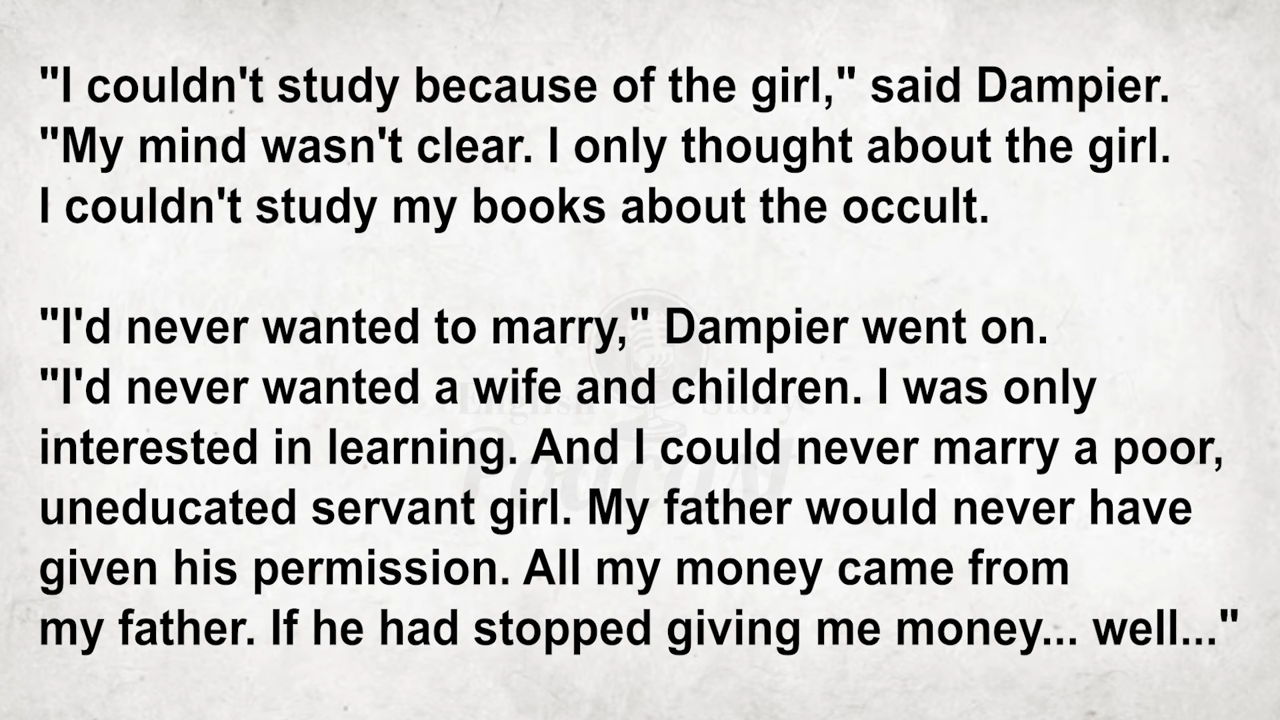 "I couldn't study because of the girl," said Dampier.
"My mind wasn't clear. I only thought about the girl.
I couldn't study my books about the occult.
"I'd never wanted to marry," Dampier went on.
"I'd never wanted a wife and children. I was only
interested in learning. And I could never marry a poor,
uneducated servant girl. My father would never have
given his permission. All my money came from
my father. If he had stopped giving me money... well..."
English Story